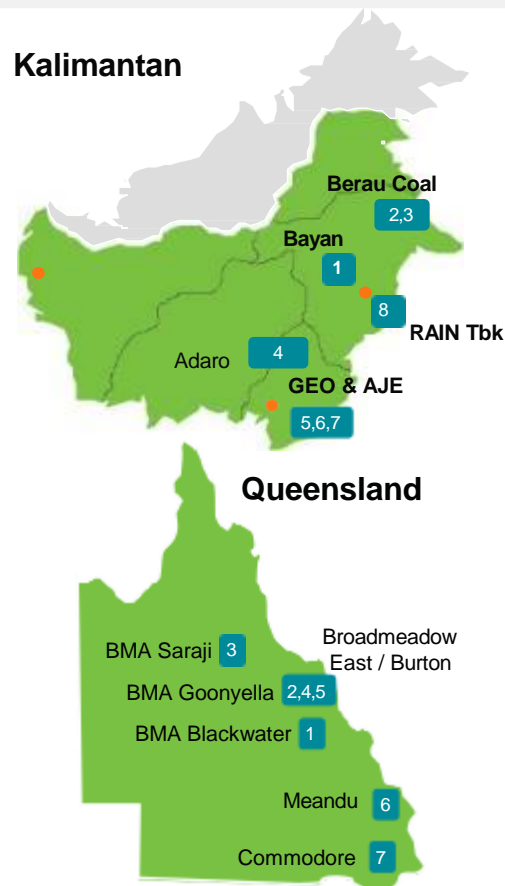 Kalimantan
Berau Coal
2,3
Bayan
1
8
RAIN Tbk
Adaro
4
GEO & AJE
5,6,7
Queensland
Broadmeadow
East / Burton
BMA Saraji
3
BMA Goonyella
2,4,5
BMA Blackwater
1
Meandu
6
Commodore
7